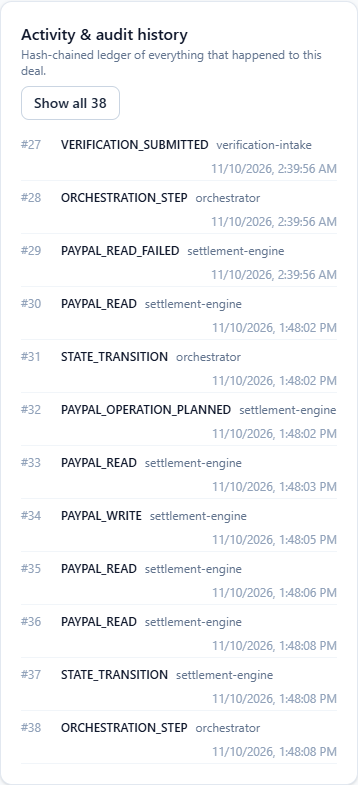 Activity & audit history
Hash-chained ledger of everything that happened to this
deal.
Show all 38
#27 VERIFICATION_SUBMITTED verification-intake
11/10/2026, 2:39:56 AM
#28 ORCHESTRATION_STEP orchestrator
11/10/2026, 2:39:56 AM
#29 PAYPAL_READ_FAILED settlement-engine
11/10/2026, 2:39:56 AM
#30 PAYPAL_READ settlement-engine
11/10/2026, 1:48:02 PM
#31 STATE_TRANSITION orchestrator
11/10/2026, 1:48:02 PM
#32 PAYPAL_OPERATION_PLANNED settlement-engine
11/10/2026, 1:48:02 PM
#33 PAYPAL_READ settlement-engine
11/10/2026, 1:48:03 PM
#34 PAYPAL_WRITE settlement-engine
11/10/2026, 1:48:05 PM
#35 PAYPAL_READ settlement-engine
11/10/2026, 1:48:06 PM
#36 PAYPAL_READ settlement-engine
11/10/2026, 1:48:08 PM
#37 STATE_TRANSITION settlement-engine
11/10/2026, 1:48:08 PM
#38 ORCHESTRATION_STEP orchestrator
11/10/2026, 1:48:08 PM